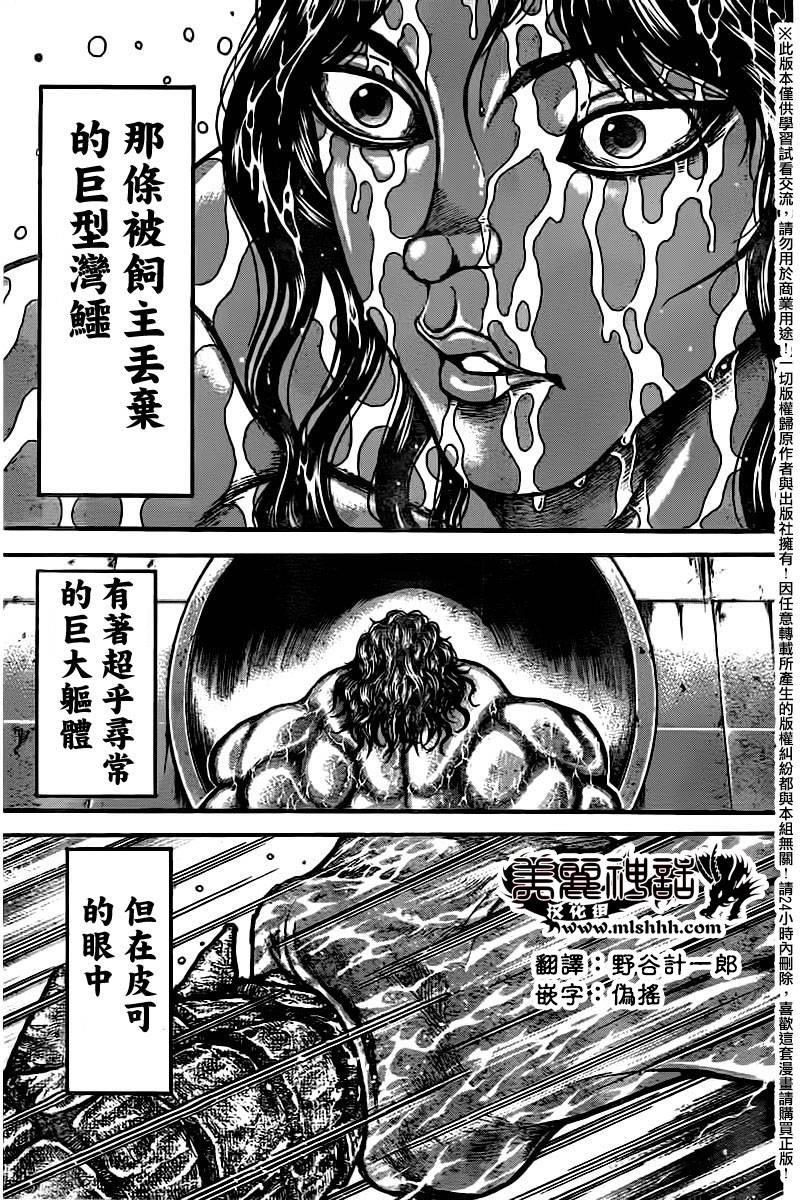 那條被飼主丟棄
的巨型灣鱷
有著超乎尋常
的巨大軀體
但在皮可
的眼中
美麗神話
汉化组
www.mlshhh.com
翻譯：野谷計一郎
嵌字：偽搖
※此版本僅供學習試看交流，請勿用於商業用途！一切版權歸原作者與出版社擁有！因任意轉載所產生的版權糾紛都與本組無關！請24小時內刪除，喜歡這套漫畫請購買正版！